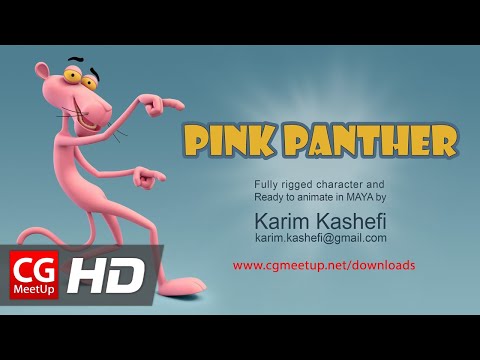 PINK PANTHER
Fully rigged character and
Ready to animate in MAYA by
Karim Kashefi
karim.kashefi@gmail.com
www.cgmeetup.net/downloads
CG
MeetUp
HD